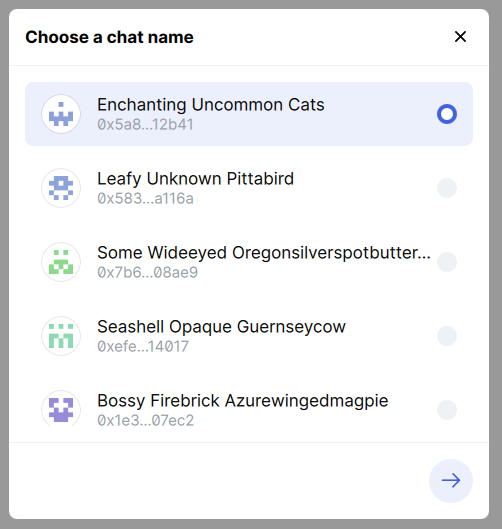 Choose a chat name
Enchanting Uncommon Cats
0x5a8...12b41
Leafy Unknown Pittabird
0x583...a116a
Some Wideeyed Oregonsilverspotbutter...
0x7b6...08ae9
Seashell Opaque Guernseycow
0xefe...14017
Bossy Firebrick Azurewingedmagpie
0x1e3...07ec2